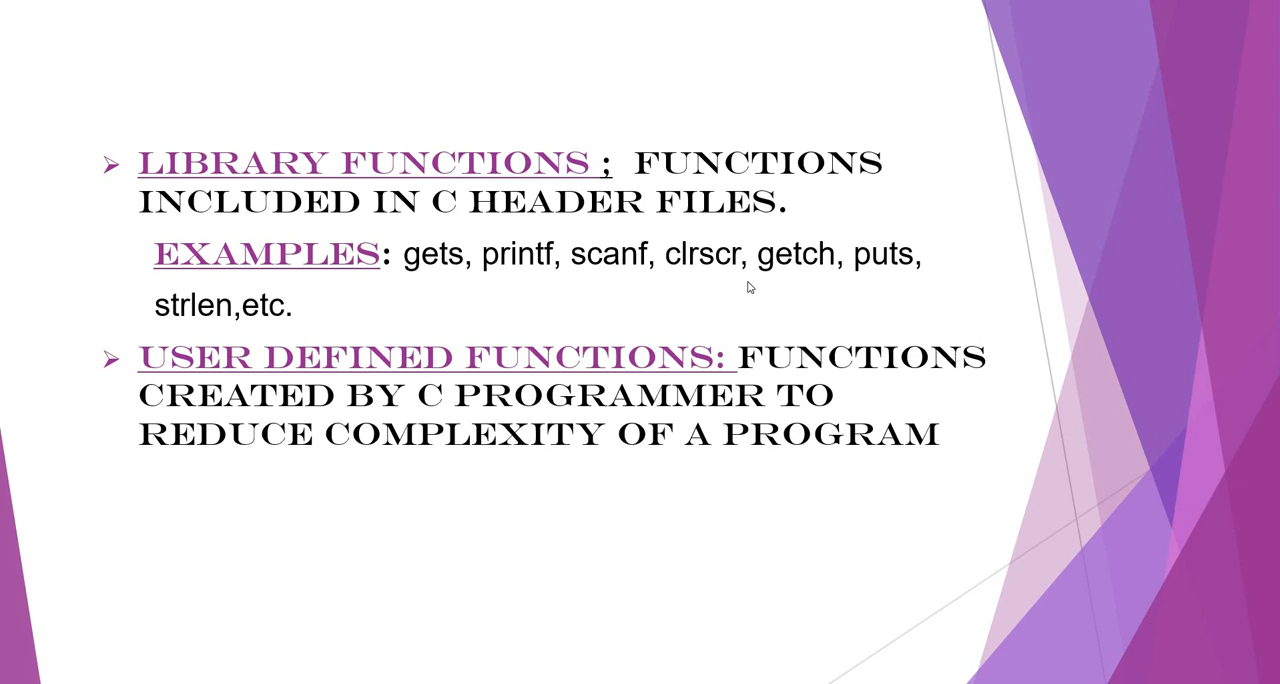 LIBRARY FUNCTIONS ; FUNCTIONS
INCLUDED IN C HEADER FILES.
EXAMPLES: gets, printf, scanf, clrscr, getch, puts,
strlen,etc.
USER DEFINED FUNCTIONS: FUNCTIONS
CREATED BY C PROGRAMMER TO
REDUCE COMPLEXITY OF A PROGRAM